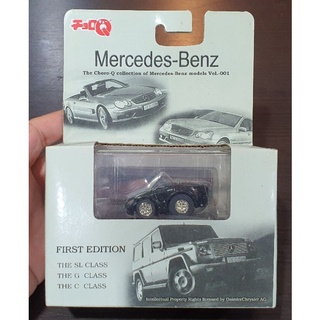 チョロQ
Mercedes-Benz
The Choro-Q collection of Mercedes-Benz models Vol.-001
FIRST EDITION
THE SL CLASS
THE G CLASS
THE C CLASS
Intellectual Property Rights licensed by DaimlerChrysler AG